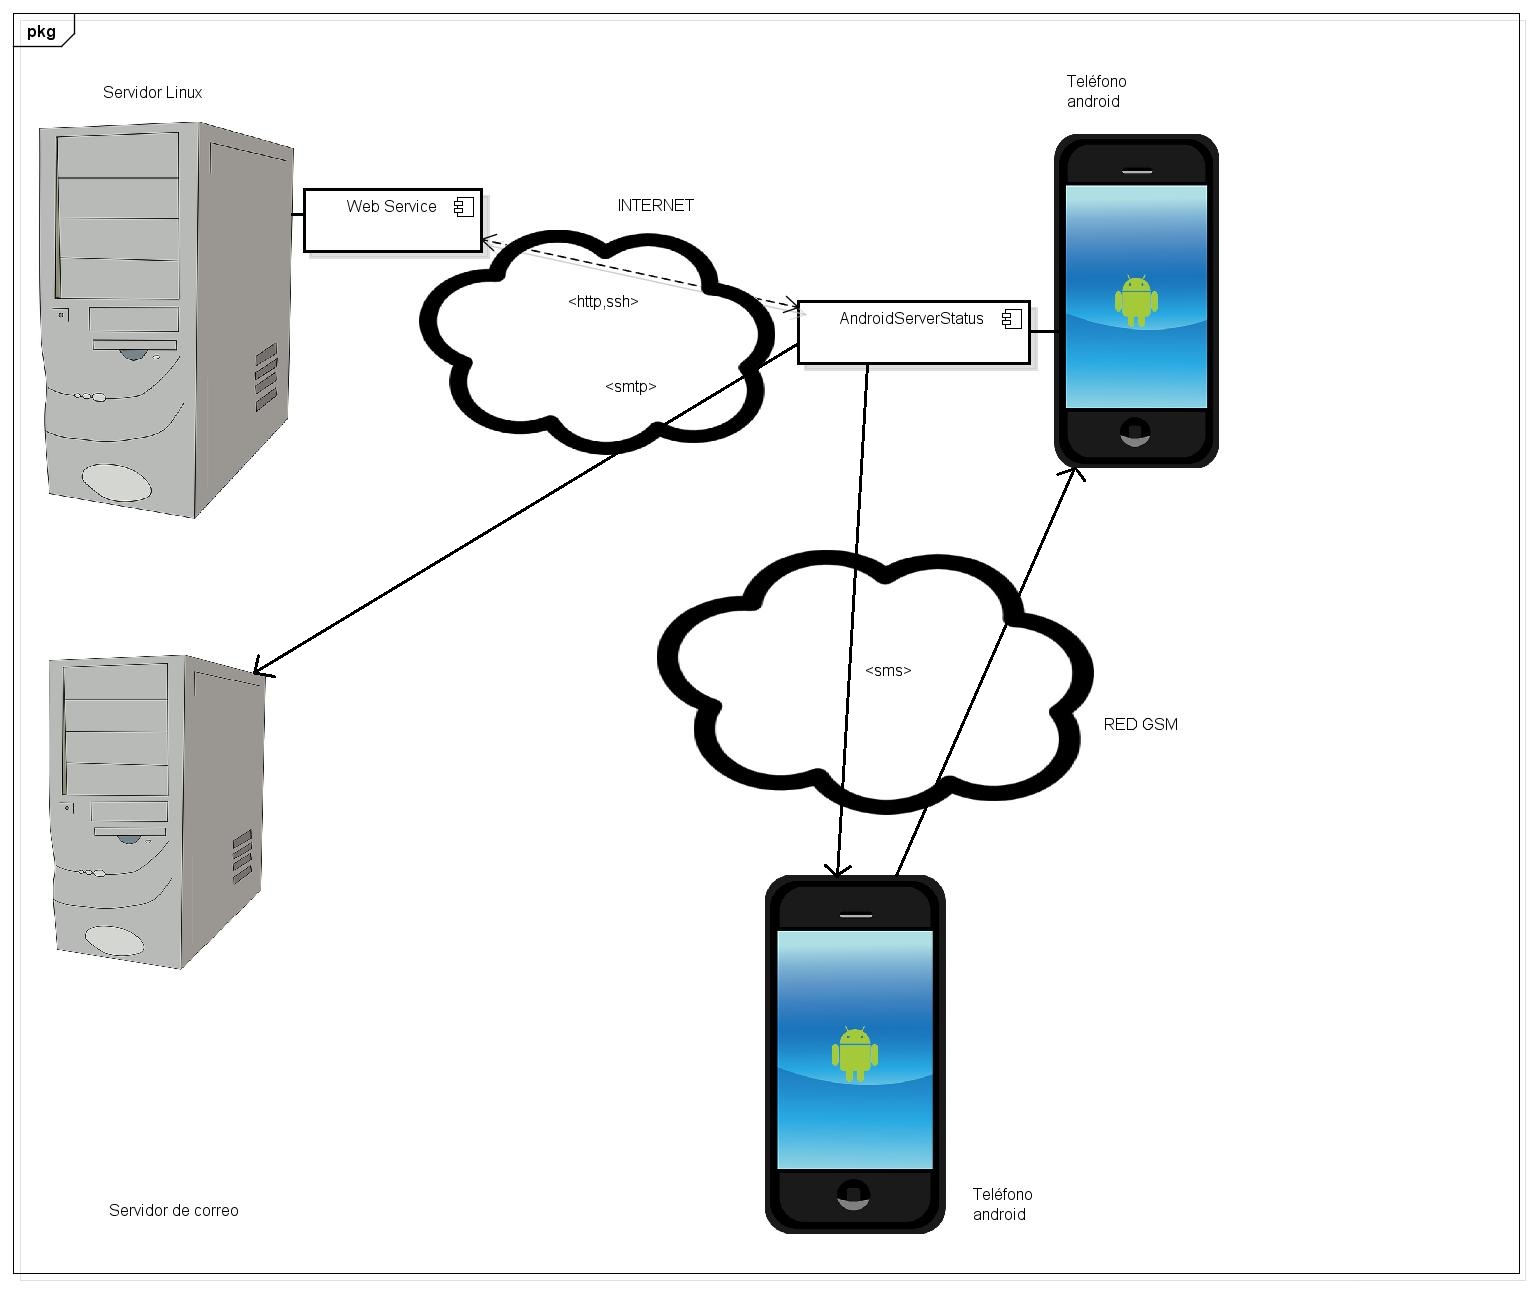 pkg
Servidor Linux
Teléfono
android
Web Service
INTERNET
<http,ssh>
AndroidServerStatus
<smtp>
<sms>
RED GSM
Teléfono
android
Servidor de correo